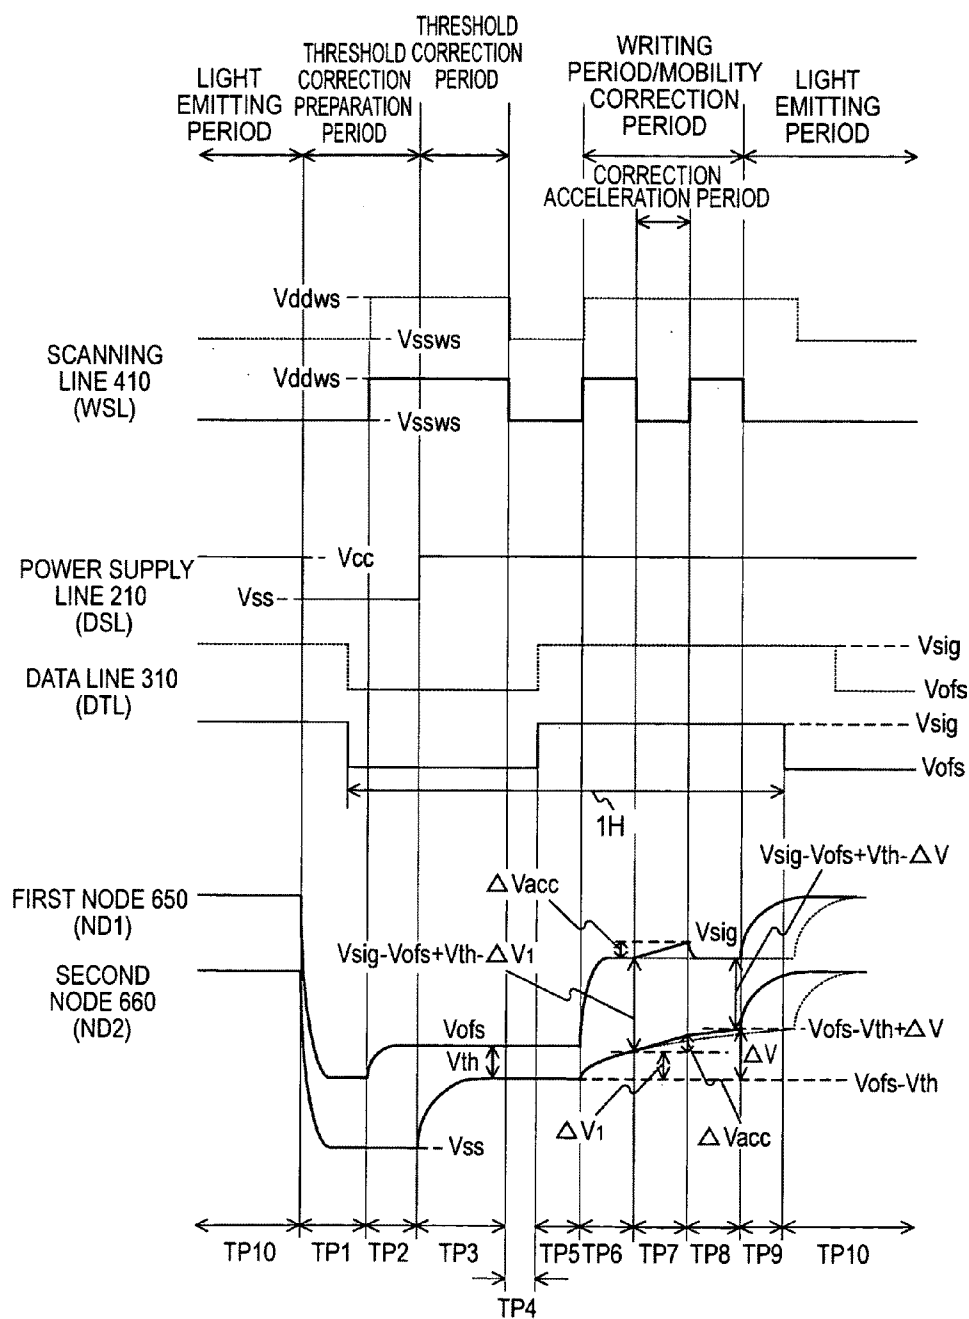 THRESHOLD
CORRECTION
PERIOD
THRESHOLD
CORRECTION
PREPARATION
PERIOD
WRITING
PERIOD/MOBILITY
CORRECTION
PERIOD
LIGHT
EMITTING
PERIOD
LIGHT
EMITTING
PERIOD
CORRECTION
ACCELERATION PERIOD
Vddws
Vssws
SCANNING
LINE 410
(WSL)
Vddws
Vssws
POWER SUPPLY
LINE 210
(DSL)
Vcc
Vss
DATA LINE 310
(DTL)
Vsig
Vofs
Vsig
Vofs
1H
Vsig-Vofs+Vth-ΔV
ΔVacc
FIRST NODE 650
(ND1)
Vsig
Vsig-Vofs+Vth-ΔV1
SECOND
NODE 660
(ND2)
Vofs
Vth
Vofs-Vth+ΔV
ΔV
Vofs-Vth
ΔV1
ΔVacc
Vss
TP10 TP1 TP2 TP3 TP5 TP6 TP7 TP8 TP9 TP10
TP4